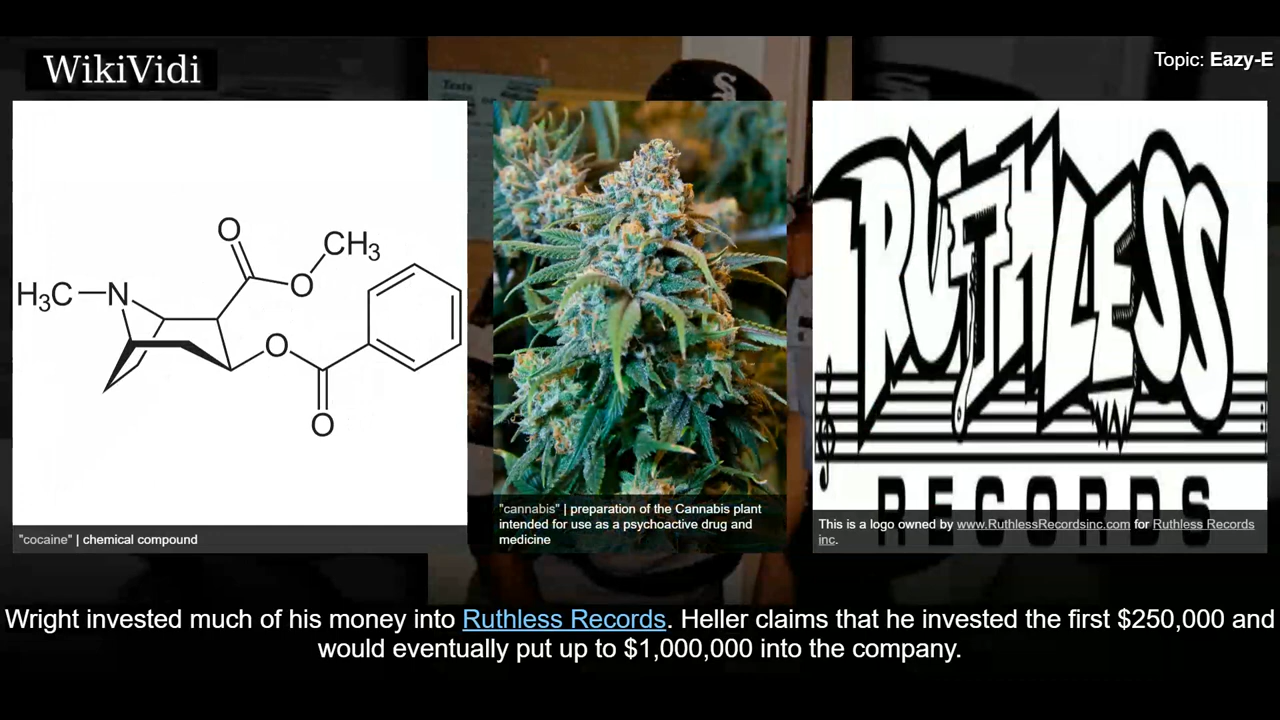 WikiVidi
Topic: Eazy-E
Tests
O
CH₃
H₃C
N
O
O
O
RUTHLESS
RECORDS
"cocaine" | chemical compound
"cannabis" | preparation of the Cannabis plant
intended for use as a psychoactive drug and
medicine
This is a logo owned by www.RuthlessRecordsinc.com for Ruthless Records
inc.
Wright invested much of his money into Ruthless Records. Heller claims that he invested the first $250,000 and
would eventually put up to $1,000,000 into the company.